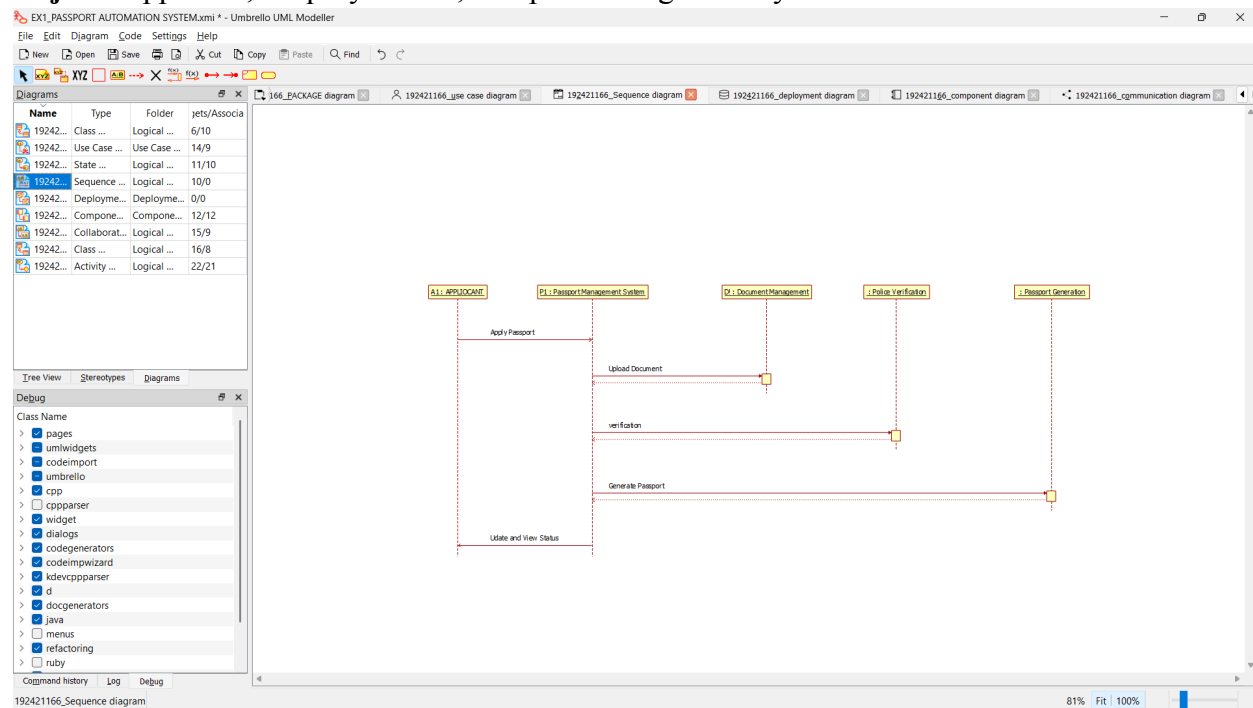 EX1_PASSPORT AUTOMATION SYSTEM.xmi * - Umbrello UML Modeller
File Edit Diagram Code Settings Help
New Open Save Cut Copy Paste Find
XYZ XYZ A:B f(x) f(x)
Diagrams
166_PACKAGE diagram 192421166_use case diagram 192421166_Sequence diagram 192421166_deployment diagram 192421166_component diagram 192421166_communication diagram
Name Type Folder jets/Associa
19242... Class ... Logical ... 6/10
19242... Use Case ... Use Case ... 14/9
19242... State ... Logical ... 11/10
19242... Sequence ... Logical ... 10/0
19242... Deployme... Deployme... 0/0
19242... Compone... Compone... 12/12
19242... Collaborat... Logical ... 15/9
19242... Class ... Logical ... 16/8
19242... Activity ... Logical ... 22/21
Tree View Stereotypes Diagrams
Debug
Class Name
pages
umlwidgets
codeimport
umbrello
cpp
cppparser
widget
dialogs
codegenerators
codeimpwizard
kdevcppparser
d
docgenerators
java
menus
refactoring
ruby
Command history Log Debug
A1 : APPLIOCANT P1 : Passport Management System D! : Document Management : Police Verification : Passport Generation
Apply Passport
Upload Document
verification
Generate Passport
Udate and View Status
192421166_Sequence diagram 81% Fit 100%